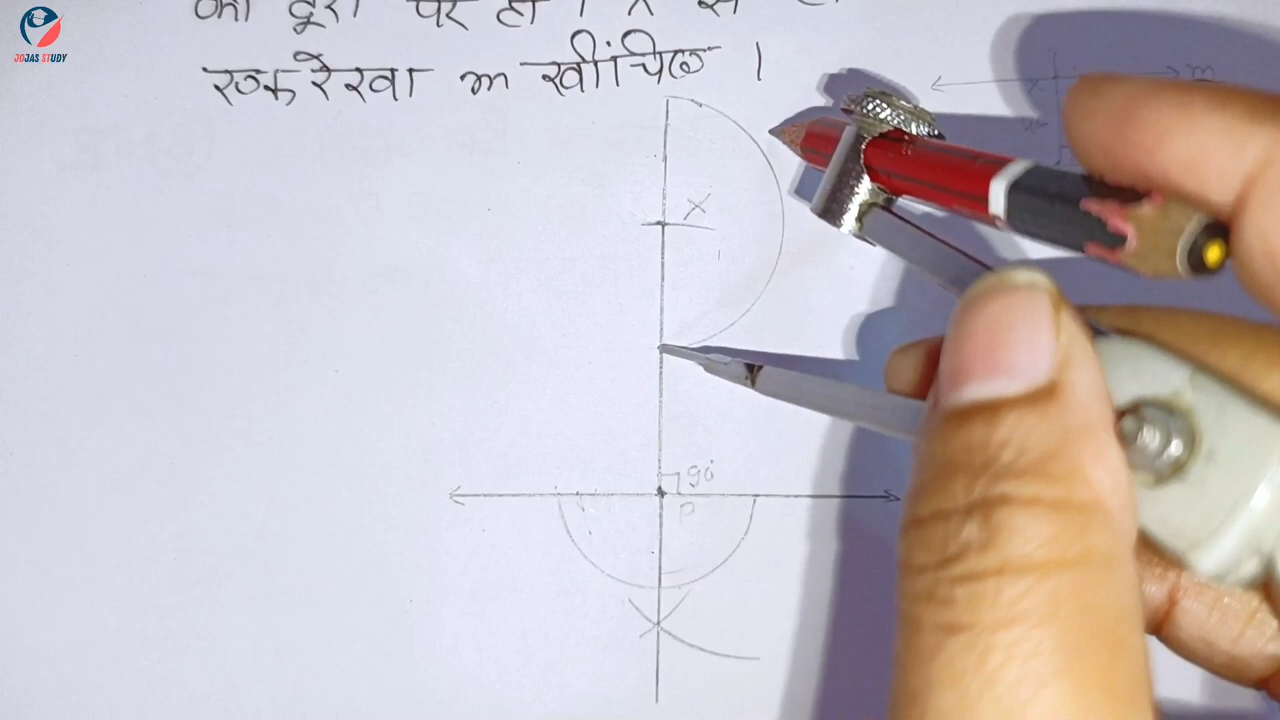 JOJAS STUDY
की दूरी पर हो । X से
एक रेखा m खींचिए ।
m
X
X
90°
P